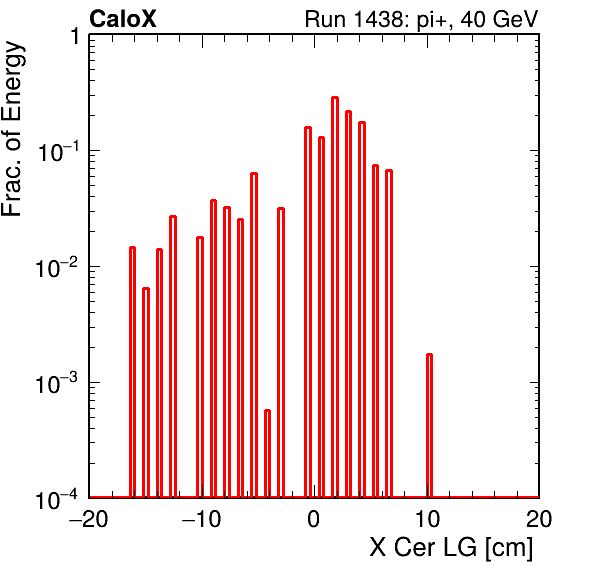 CaloX
Run 1438: pi+, 40 GeV
Frac. of Energy
1
10⁻¹
10⁻²
10⁻³
10⁻⁴
−20 −10 0 10 20
X Cer LG [cm]